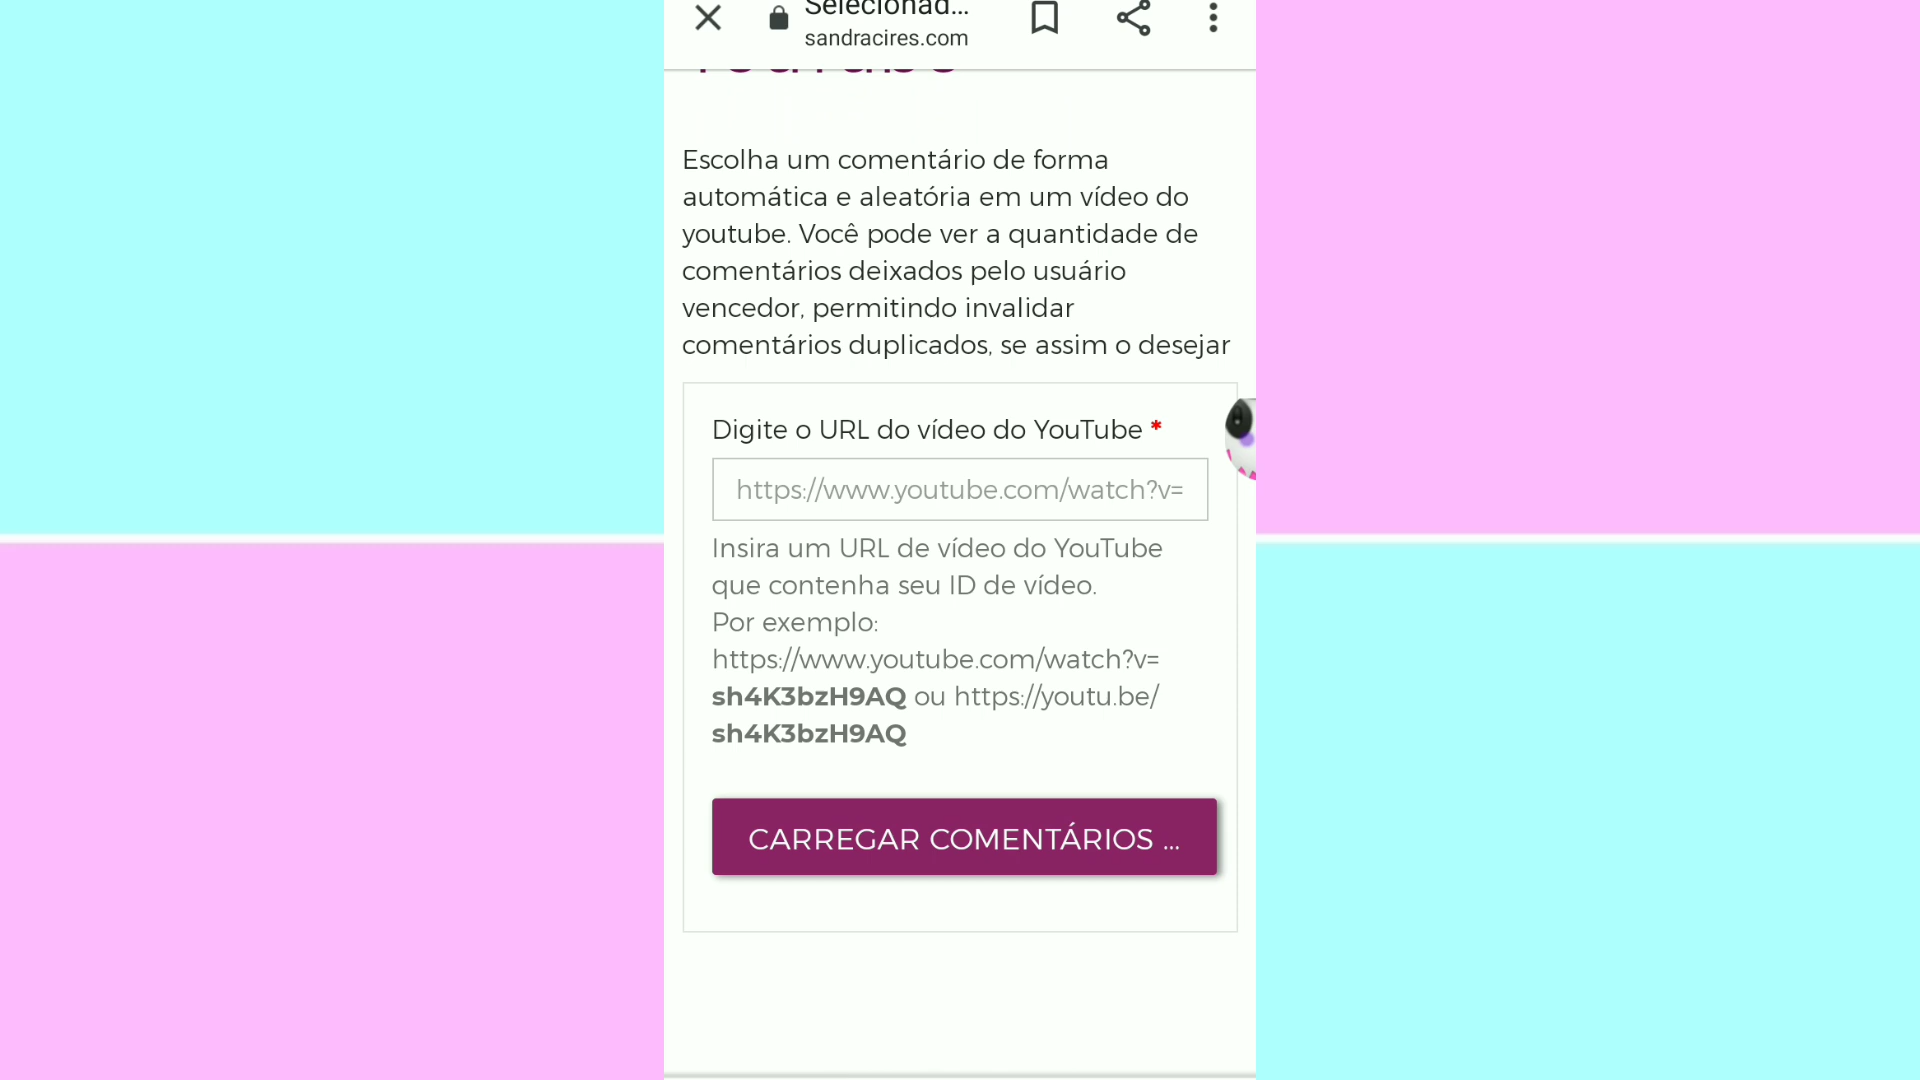 Selecionad...
sandracires.com
Escolha um comentário de forma
automática e aleatória em um vídeo do
youtube. Você pode ver a quantidade de
comentários deixados pelo usuário
vencedor, permitindo invalidar
comentários duplicados, se assim o desejar
Digite o URL do vídeo do YouTube *
https://www.youtube.com/watch?v=
Insira um URL de vídeo do YouTube
que contenha seu ID de vídeo.
Por exemplo:
https://www.youtube.com/watch?v=
sh4K3bzH9AQ ou https://youtu.be/
sh4K3bzH9AQ
CARREGAR COMENTÁRIOS ...